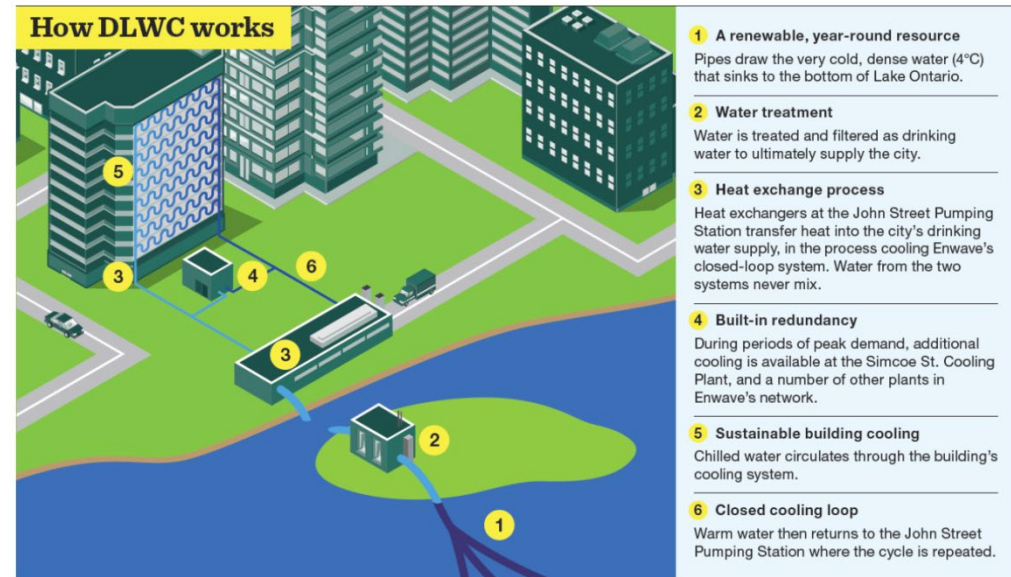 How DLWC works
5
3
4
6
3
2
1
1 A renewable, year-round resource
Pipes draw the very cold, dense water (4°C)
that sinks to the bottom of Lake Ontario.
2 Water treatment
Water is treated and filtered as drinking
water to ultimately supply the city.
3 Heat exchange process
Heat exchangers at the John Street Pumping
Station transfer heat into the city's drinking
water supply, in the process cooling Enwave's
closed-loop system. Water from the two
systems never mix.
4 Built-in redundancy
During periods of peak demand, additional
cooling is available at the Simcoe St. Cooling
Plant, and a number of other plants in
Enwave's network.
5 Sustainable building cooling
Chilled water circulates through the building's
cooling system.
6 Closed cooling loop
Warm water then returns to the John Street
Pumping Station where the cycle is repeated.